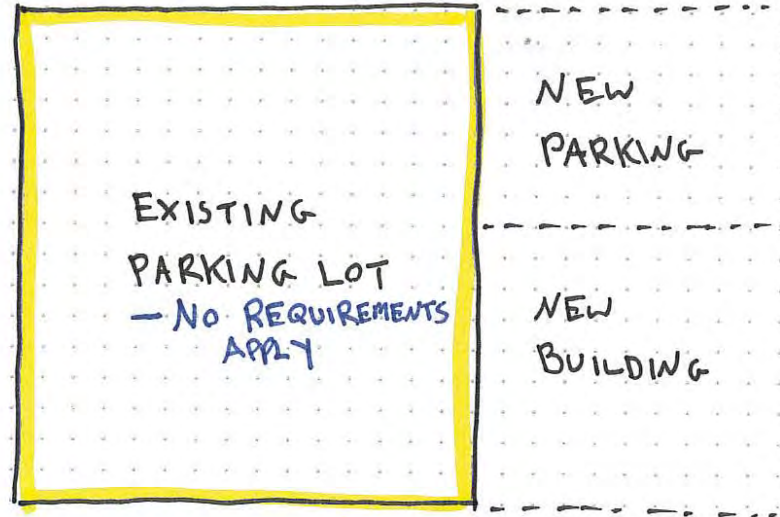 EXISTING
PARKING LOT
— NO REQUIREMENTS
APPLY
NEW
PARKING
NEW
BUILDING